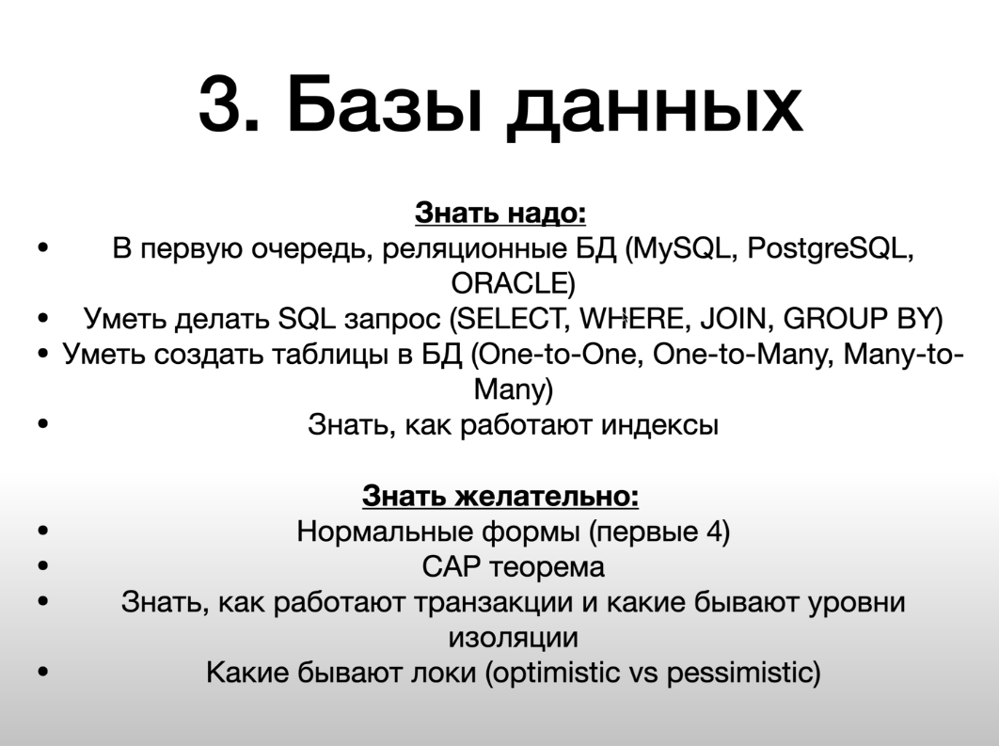 3. Базы данных
Знать надо:
• В первую очередь, реляционные БД (MySQL, PostgreSQL,
ORACLE)
• Уметь делать SQL запрос (SELECT, WHERE, JOIN, GROUP BY)
• Уметь создать таблицы в БД (One-to-One, One-to-Many, Many-to-
Many)
• Знать, как работают индексы
Знать желательно:
• Нормальные формы (первые 4)
• CAP теорема
• Знать, как работают транзакции и какие бывают уровни
изоляции
• Какие бывают локи (optimistic vs pessimistic)